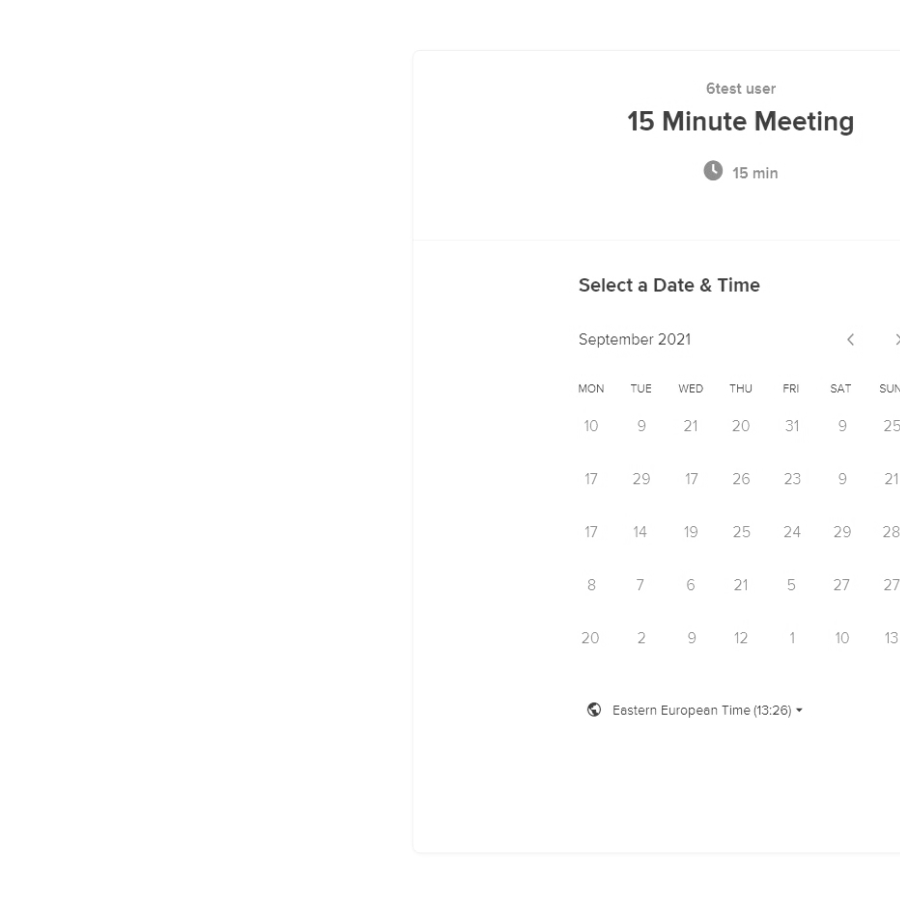 6test user
15 Minute Meeting
15 min
Select a Date & Time
September 2021
MON TUE WED THU FRI SAT SUN
10 9 21 20 31 9 25
17 29 17 26 23 9 21
17 14 19 25 24 29 28
8 7 6 21 5 27 27
20 2 9 12 1 10 13
Eastern European Time (13:26)